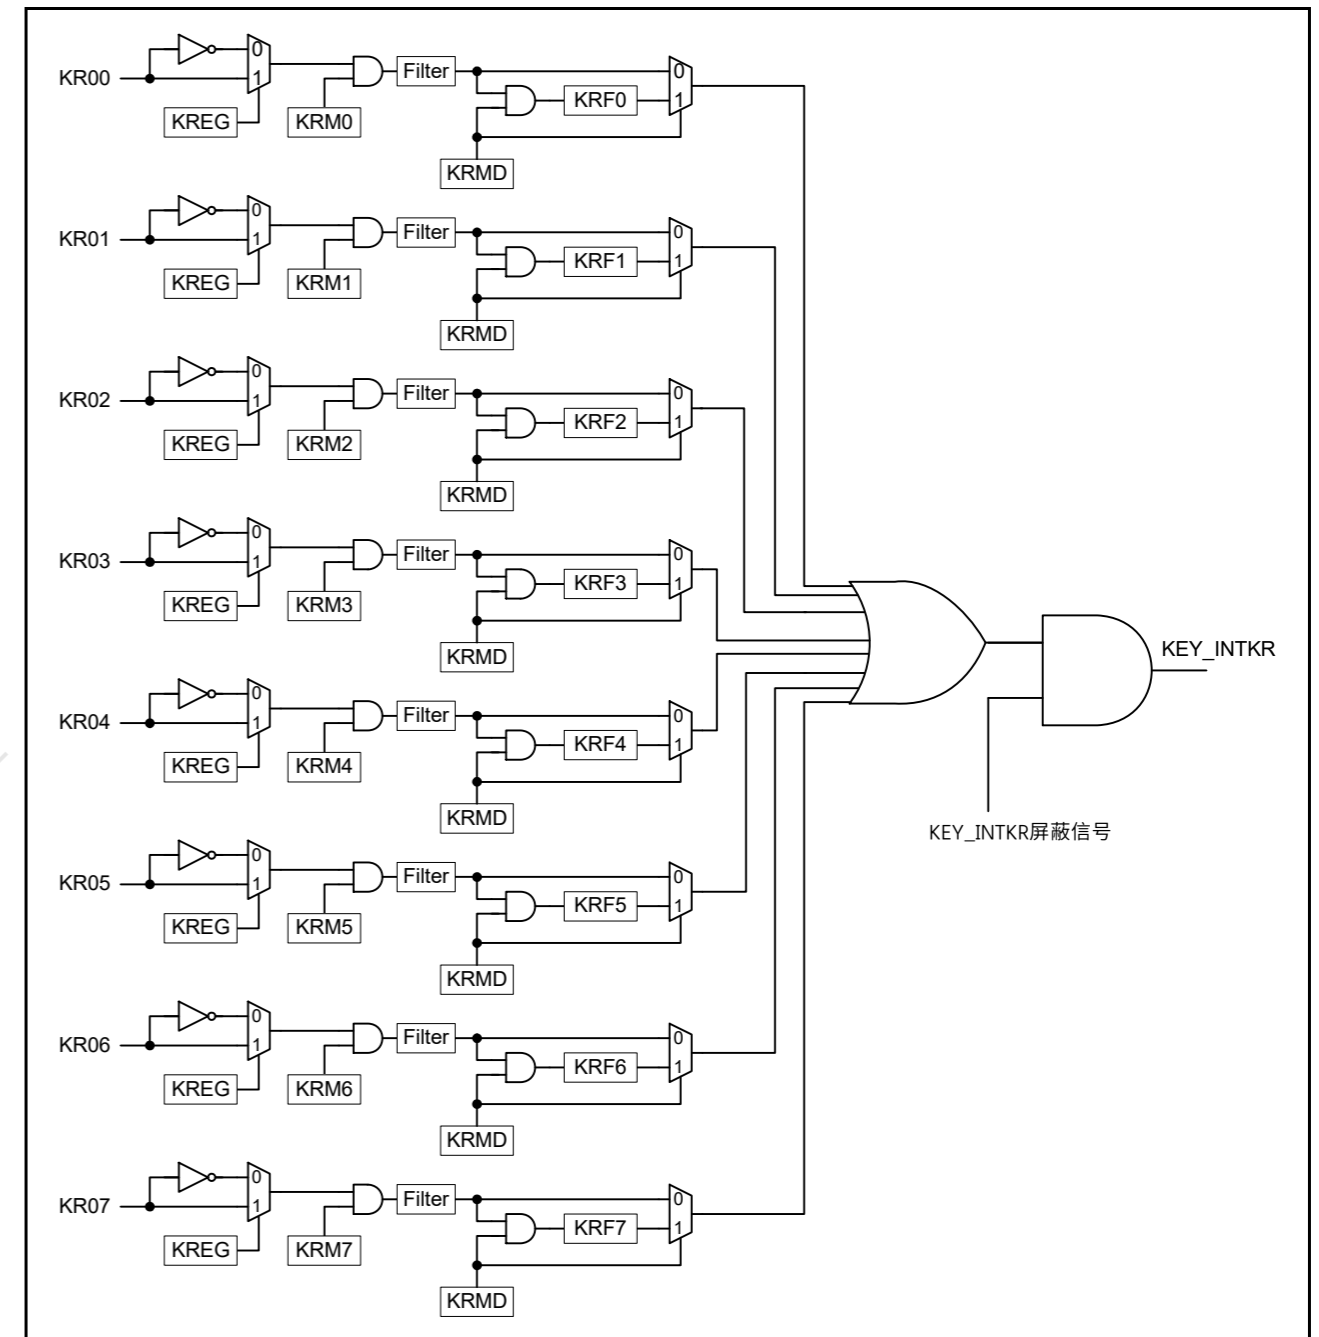 0
KR00
1
Filter
0
KREG
KRM0
KRF0
1
KRMD
0
KR01
1
Filter
0
KREG
KRM1
KRF1
1
KRMD
0
KR02
1
Filter
0
KREG
KRM2
KRF2
1
KRMD
0
KR03
1
Filter
0
KREG
KRM3
KRF3
1
KRMD
KEY_INTKR
0
KR04
1
Filter
0
KREG
KRM4
KRF4
1
KRMD
KEY_INTKR屏蔽信号
0
KR05
1
Filter
0
KREG
KRM5
KRF5
1
KRMD
0
KR06
1
Filter
0
KREG
KRM6
KRF6
1
KRMD
0
KR07
1
Filter
0
KREG
KRM7
KRF7
1
KRMD